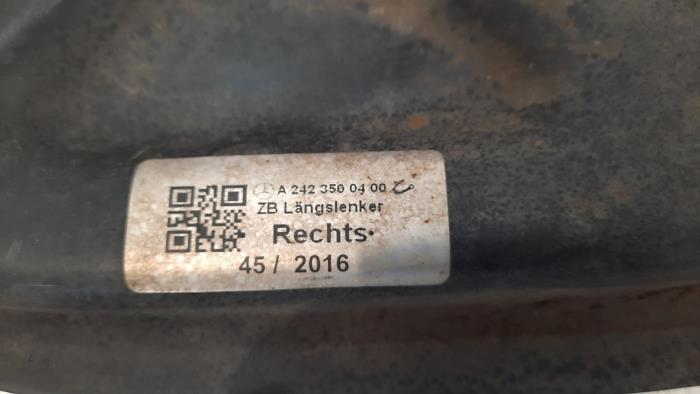 A 242 350 04 00
ZB Längslenker
Rechts
45 / 2016